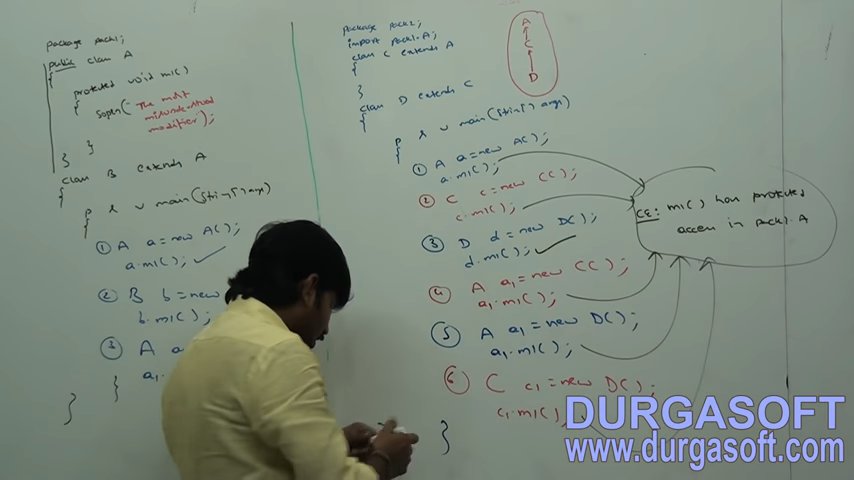 package pack1;
public class A
{
protected void m1()
{
sopln("The most
misunderstood
modifier");
}
}
class B extends A
{
p s v main(String[] args)
{
① A a=new A();
a.m1();
② B b=new
b.m1();
③ A a
a1.
}
}
package pack2;
import pack1.A;
class C extends A
{
}
class D extends C
{
p s v main(String[] args)
{
① A a=new A();
a.m1();
② C c=new C();
c.m1();
③ D d=new D();
d.m1();
④ A a1=new C();
a1.m1();
⑤ A a1=new D();
a1.m1();
⑥ C c1=new D();
c1.m1();
}
A
C
D
CE: m1() has protected
access in pack1.A
DURGASOFT
www.durgasoft.com